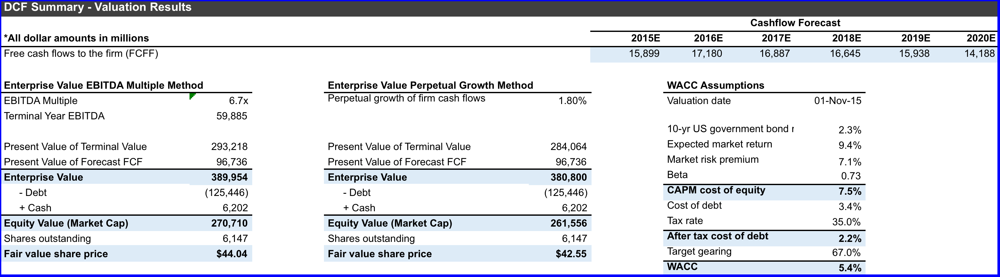 DCF Summary - Valuation Results
Cashflow Forecast
*All dollar amounts in millions 2015E 2016E 2017E 2018E 2019E 2020E
Free cash flows to the firm (FCFF) 15,899 17,180 16,887 16,645 15,938 14,188
Enterprise Value EBITDA Multiple Method Enterprise Value Perpetual Growth Method WACC Assumptions
EBITDA Multiple 6.7x Perpetual growth of firm cash flows 1.80% Valuation date 01-Nov-15
Terminal Year EBITDA 59,885
10-yr US government bond r 2.3%
Present Value of Terminal Value 293,218 Present Value of Terminal Value 284,064 Expected market return 9.4%
Present Value of Forecast FCF 96,736 Present Value of Forecast FCF 96,736 Market risk premium 7.1%
Enterprise Value 389,954 Enterprise Value 380,800 Beta 0.73
- Debt (125,446) - Debt (125,446) CAPM cost of equity 7.5%
+ Cash 6,202 + Cash 6,202 Cost of debt 3.4%
Equity Value (Market Cap) 270,710 Equity Value (Market Cap) 261,556 Tax rate 35.0%
Shares outstanding 6,147 Shares outstanding 6,147 After tax cost of debt 2.2%
Fair value share price $44.04 Fair value share price $42.55 Target gearing 67.0%
WACC 5.4%